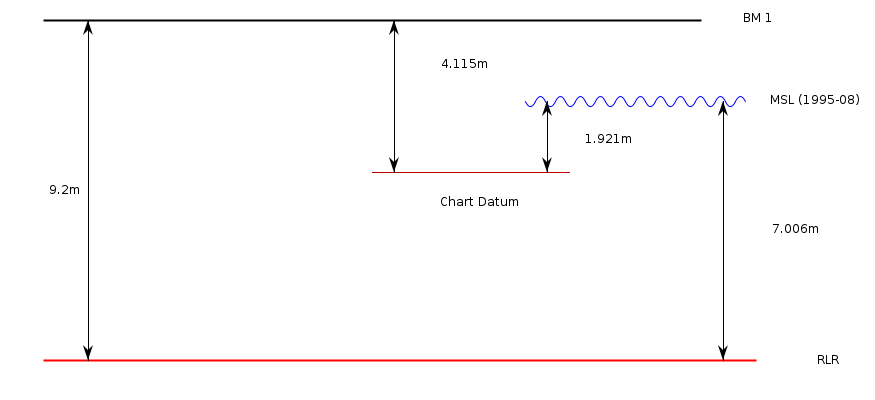 BM 1
4.115m
MSL (1995-08)
1.921m
9.2m
Chart Datum
7.006m
RLR